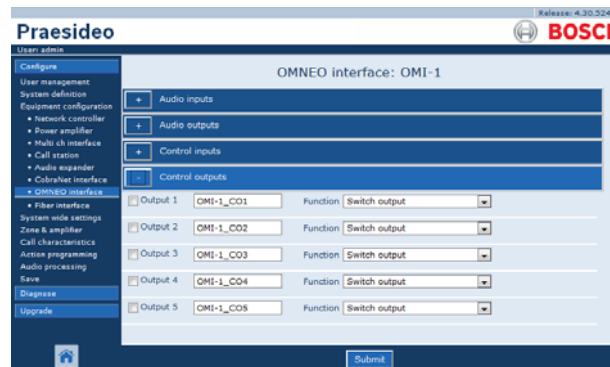 Release: 4.30.524
Praesideo
BOSCH
User: admin
Configure
User management
System definition
Equipment configuration
• Network controller
• Power amplifier
• Multi ch interface
• Call station
• Audio expander
• CobraNet interface
• OMNEO interface
• Fiber interface
System wide settings
Zone & amplifier
Call characteristics
Action programming
Audio processing
Save
Diagnose
Upgrade
OMNEO interface: OMI-1
+ Audio inputs
+ Audio outputs
+ Control inputs
- Control outputs
Output 1 OMI-1_CO1 Function Switch output
Output 2 OMI-1_CO2 Function Switch output
Output 3 OMI-1_CO3 Function Switch output
Output 4 OMI-1_CO4 Function Switch output
Output 5 OMI-1_CO5 Function Switch output
Submit